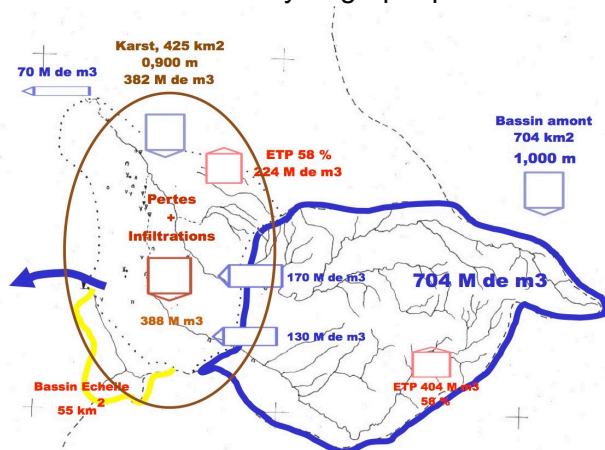 Karst, 425 km2
0,900 m
382 M de m3
70 M de m3
Bassin amont
704 km2
1,000 m
ETP 58 %
224 M de m3
Pertes
+
Infiltrations
170 M de m3
704 M de m3
388 M m3
130 M de m3
Bassin Echelle
55 km2
ETP 404 M m3
58 %